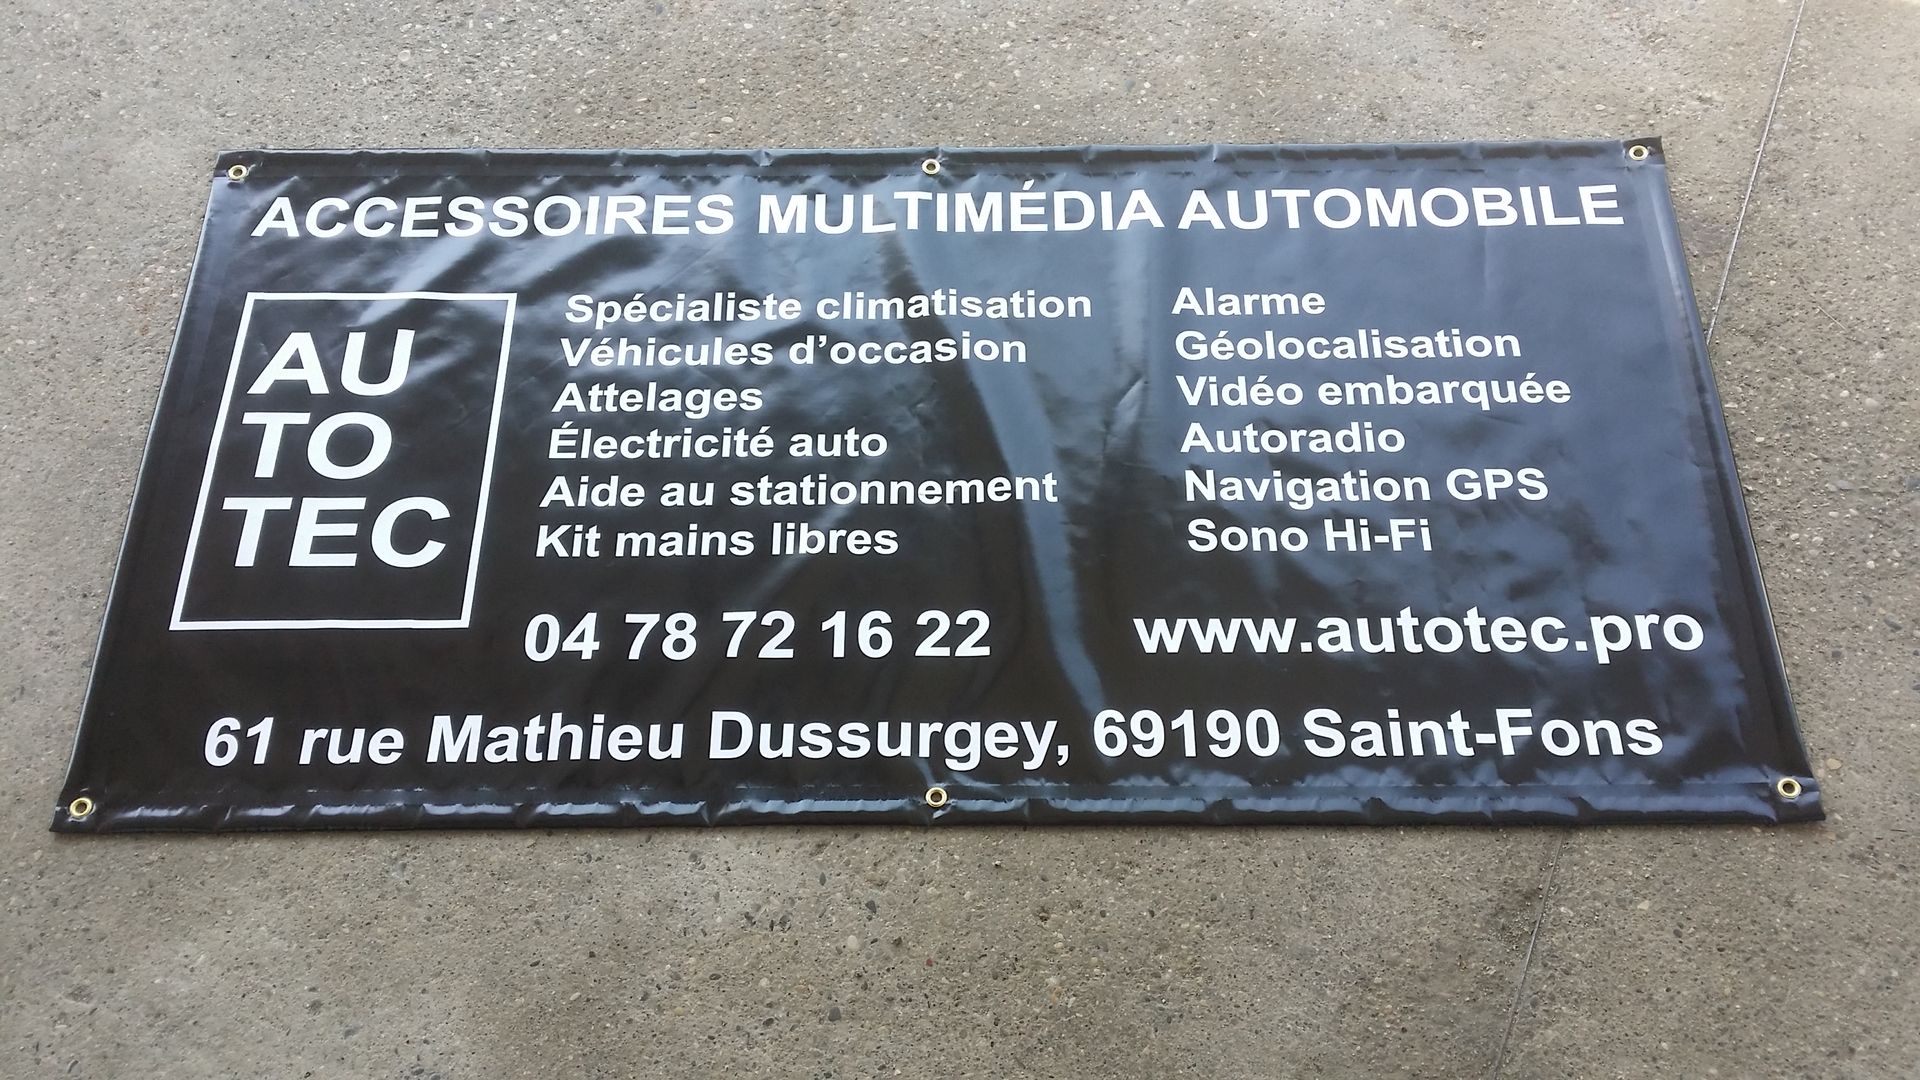 ACCESSOIRES MULTIMÉDIA AUTOMOBILE
AU
TO
TEC
Spécialiste climatisation
Véhicules d’occasion
Attelages
Électricité auto
Aide au stationnement
Kit mains libres
Alarme
Géolocalisation
Vidéo embarquée
Autoradio
Navigation GPS
Sono Hi-Fi
04 78 72 16 22
www.autotec.pro
61 rue Mathieu Dussurgey, 69190 Saint-Fons